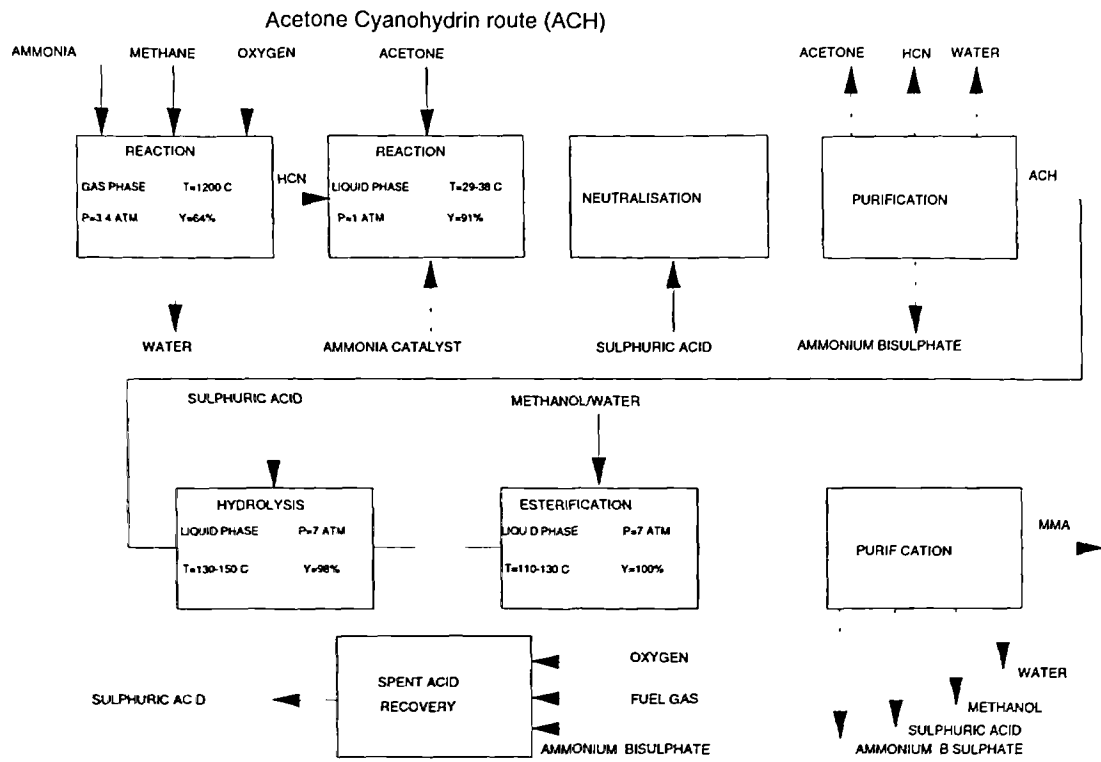 Acetone Cyanohydrin route (ACH)
AMMONIA METHANE OXYGEN ACETONE ACETONE HCN WATER
REACTION REACTION
GAS PHASE T=1200 C HCN LIQUID PHASE T=29-38 C NEUTRALISATION PURIFICATION ACH
P=3 4 ATM Y=64% P=1 ATM Y=91%
WATER AMMONIA CATALYST SULPHURIC ACID AMMONIUM BISULPHATE
SULPHURIC ACID METHANOL/WATER
HYDROLYSIS ESTERIFICATION
LIQUID PHASE P=7 ATM LIQU D PHASE P=7 ATM PURIF CATION MMA
T=130-150 C Y=98% T=110-130 C Y=100%
OXYGEN
WATER
SPENT ACID
RECOVERY
SULPHURIC AC D FUEL GAS METHANOL
SULPHURIC ACID
AMMONIUM BISULPHATE AMMONIUM B SULPHATE